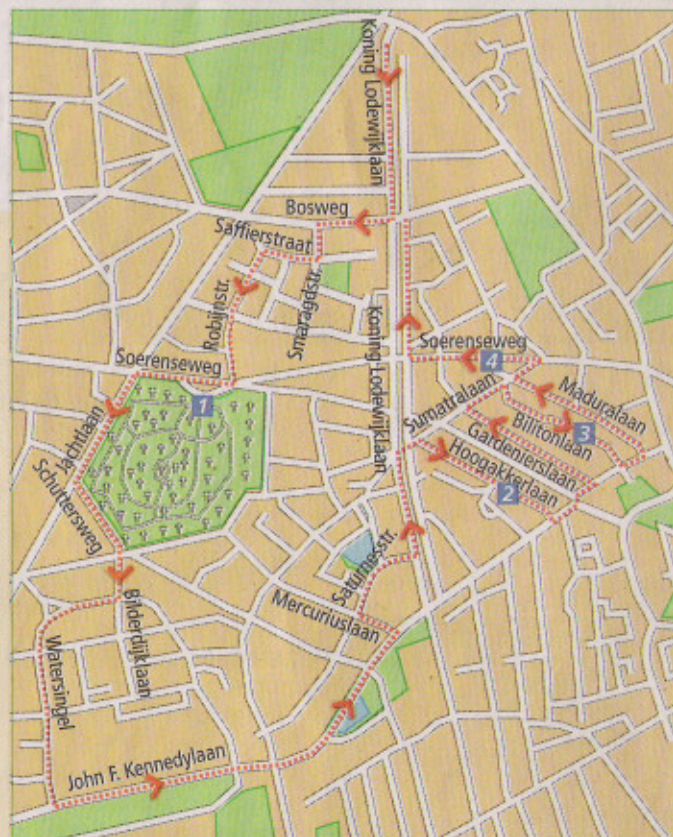 Koning Lodewijklaan
Bosweg
Saffierstraat
Robijnstr.
Smaragdstr.
Koning Lodewijklaan
Soerenseweg
4
Soerenseweg
1
Sumatralaan
Maduralaan
3
Bilitonlaan
Gardenierslaan
Hoogakkerlaan
2
Jachtlaan
Schuttersweg
Saturnusstr.
Mercuriuslaan
Bilderdijklaan
Watersingel
John F. Kennedylaan